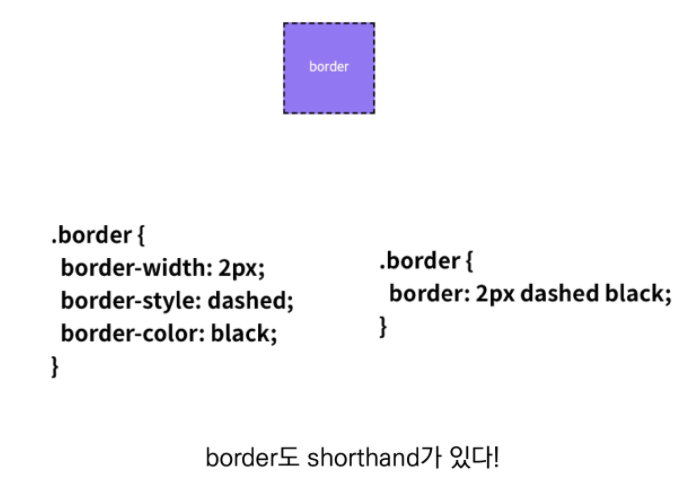 border
.border {
border-width: 2px;
border-style: dashed;
border-color: black;
}
.border {
border: 2px dashed black;
}
border도 shorthand가 있다!